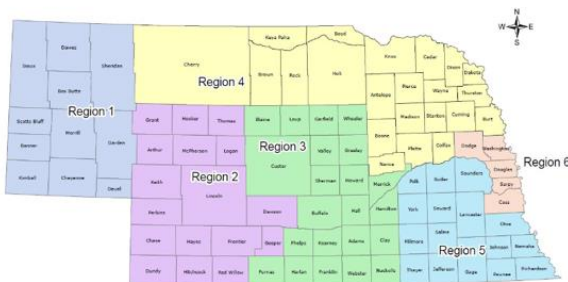 N
W E
S
Region 1
Region 2
Region 3
Region 4
Region 5
Region 6
Sioux
Dawes
Sheridan
Box Butte
Scotts Bluff
Morrill
Garden
Banner
Kimball
Cheyenne
Deuel
Cherry
Keya Paha
Boyd
Brown
Rock
Holt
Knox
Cedar
Dixon
Dakota
Antelope
Pierce
Wayne
Thurston
Madison
Stanton
Cuming
Burt
Boone
Platte
Colfax
Nance
Grant
Hooker
Thomas
Arthur
McPherson
Logan
Keith
Lincoln
Perkins
Dawson
Chase
Hayes
Frontier
Gosper
Dundy
Hitchcock
Red Willow
Blaine
Loup
Garfield
Wheeler
Custer
Valley
Greeley
Sherman
Howard
Merrick
Buffalo
Hall
Hamilton
Phelps
Kearney
Adams
Clay
Furnas
Harlan
Franklin
Webster
Nuckolls
Dodge
Washington
Douglas
Sarpy
Cass
Polk
Butler
Saunders
York
Seward
Lancaster
Otoe
Fillmore
Saline
Johnson
Nemaha
Thayer
Jefferson
Gage
Pawnee
Richardson